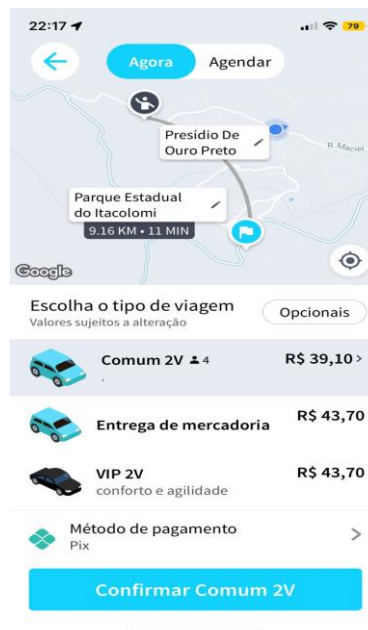 22:17
79
Agora
Agendar
Presídio De
Ouro Preto
R. Maciel
Parque Estadual
do Itacolomi
9.16 KM • 11 MIN
Google
Escolha o tipo de viagem
Valores sujeitos a alteração
Opcionais
Comum 2V 4
R$ 39,10 >
.
Entrega de mercadoria
R$ 43,70
VIP 2V
R$ 43,70
conforto e agilidade
Método de pagamento
Pix
Confirmar Comum 2V